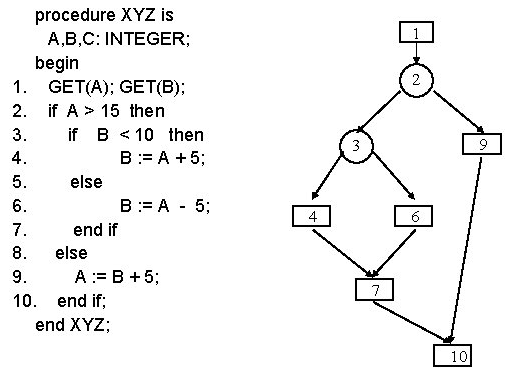 procedure XYZ is
A,B,C: INTEGER;
begin
1. GET(A); GET(B);
2. if A > 15 then
3. if B < 10 then
4. B := A + 5;
5. else
6. B := A - 5;
7. end if
8. else
9. A := B + 5;
10. end if;
end XYZ;
1
2
3
9
4
6
7
10